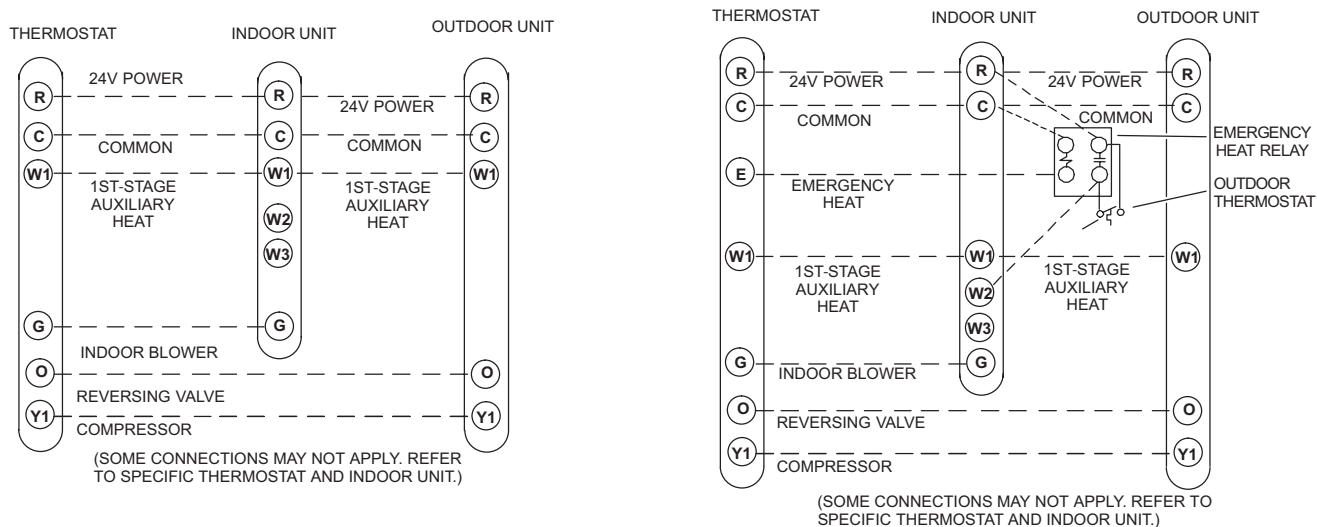 THERMOSTAT
INDOOR UNIT
OUTDOOR UNIT
R
24V POWER
R
24V POWER
R
C
COMMON
C
COMMON
C
W1
1ST-STAGE
AUXILIARY
HEAT
W1
1ST-STAGE
AUXILIARY
HEAT
W1
W2
W3
G
INDOOR BLOWER
G
O
REVERSING VALVE
O
Y1
COMPRESSOR
Y1
(SOME CONNECTIONS MAY NOT APPLY. REFER
TO SPECIFIC THERMOSTAT AND INDOOR UNIT.)
THERMOSTAT
INDOOR UNIT
OUTDOOR UNIT
R
24V POWER
R
24V POWER
R
C
COMMON
C
COMMON
C
EMERGENCY
HEAT RELAY
E
EMERGENCY
HEAT
OUTDOOR
THERMOSTAT
W1
1ST-STAGE
AUXILIARY
HEAT
W1
1ST-STAGE
AUXILIARY
HEAT
W1
W2
W3
G
INDOOR BLOWER
G
O
REVERSING VALVE
O
Y1
COMPRESSOR
Y1
(SOME CONNECTIONS MAY NOT APPLY. REFER TO
SPECIFIC THERMOSTAT AND INDOOR UNIT.)